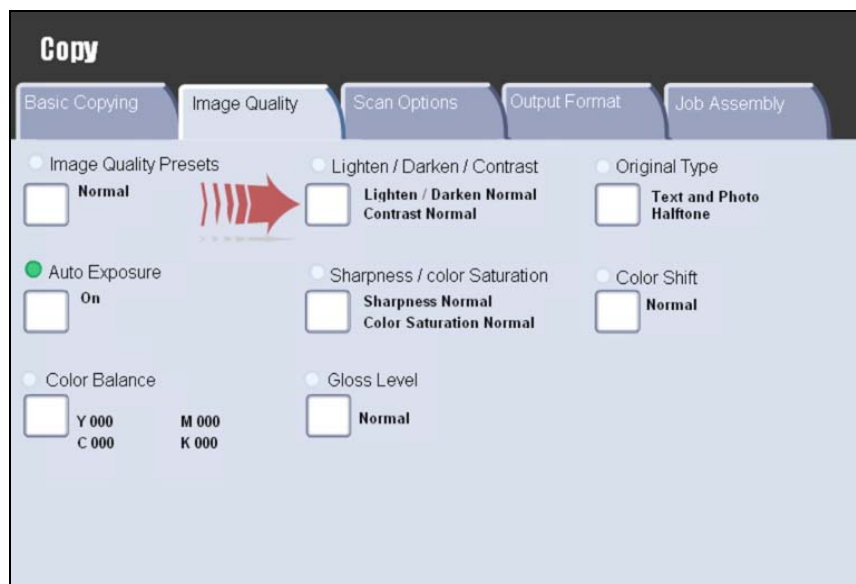 Copy
Basic Copying
Image Quality
Scan Options
Output Format
Job Assembly
Image Quality Presets
Normal
Lighten / Darken / Contrast
Lighten / Darken Normal
Contrast Normal
Original Type
Text and Photo
Halftone
Auto Exposure
On
Sharpness / color Saturation
Sharpness Normal
Color Saturation Normal
Color Shift
Normal
Color Balance
Y 000 M 000
C 000 K 000
Gloss Level
Normal